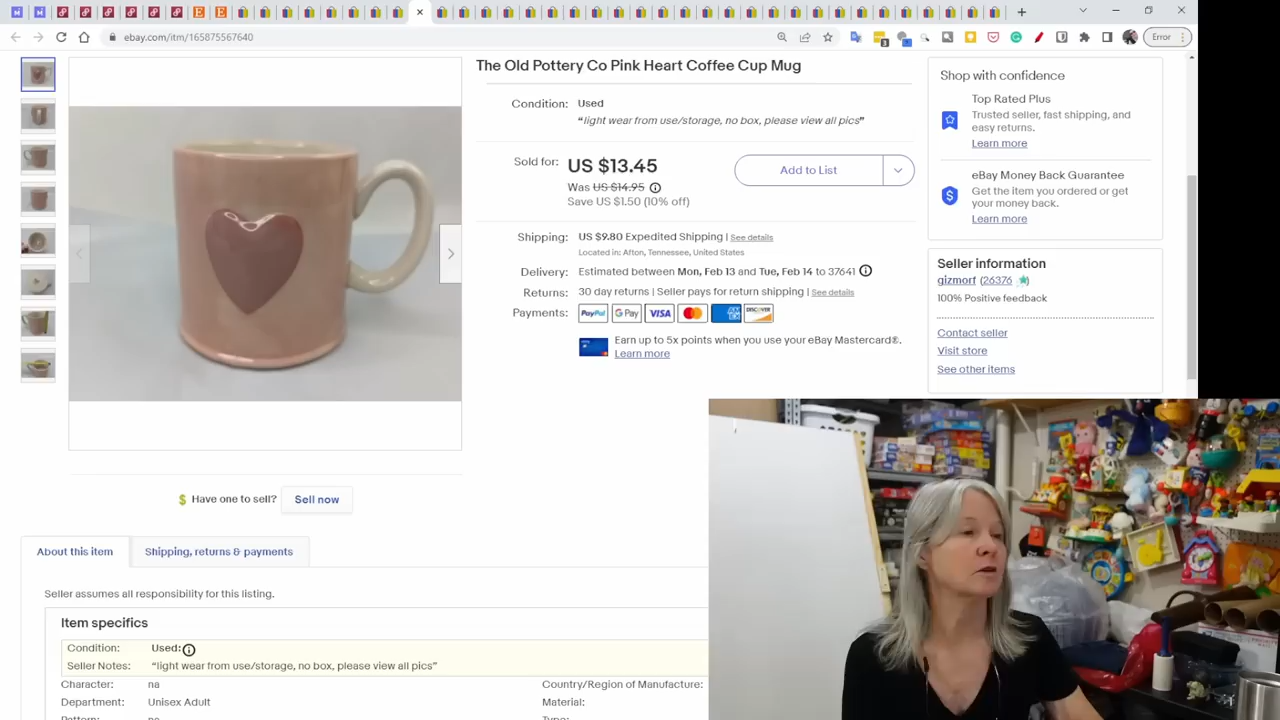 ebay.com/itm/165875567640
Error
The Old Pottery Co Pink Heart Coffee Cup Mug
Condition: Used
“light wear from use/storage, no box, please view all pics”
Sold for: US $13.45
Was US $14.95
Save US $1.50 (10% off)
Add to List
Shipping: US $9.80 Expedited Shipping | See details
Located in: Afton, Tennessee, United States
Delivery: Estimated between Mon, Feb 13 and Tue, Feb 14 to 37641
Returns: 30 day returns | Seller pays for return shipping | See details
Payments: PayPal G Pay VISA DISCOVER
Earn up to 5x points when you use your eBay Mastercard®.
Learn more
Shop with confidence
Top Rated Plus
Trusted seller, fast shipping, and
easy returns.
Learn more
eBay Money Back Guarantee
Get the item you ordered or get
your money back.
Learn more
Seller information
gizmorf (26376)
100% Positive feedback
Contact seller
Visit store
See other items
Have one to sell? Sell now
About this item
Shipping, returns & payments
Seller assumes all responsibility for this listing.
Item specifics
Condition: Used:
Seller Notes: “light wear from use/storage, no box, please view all pics”
Character: na
Country/Region of Manufacture:
Department: Unisex Adult
Material: